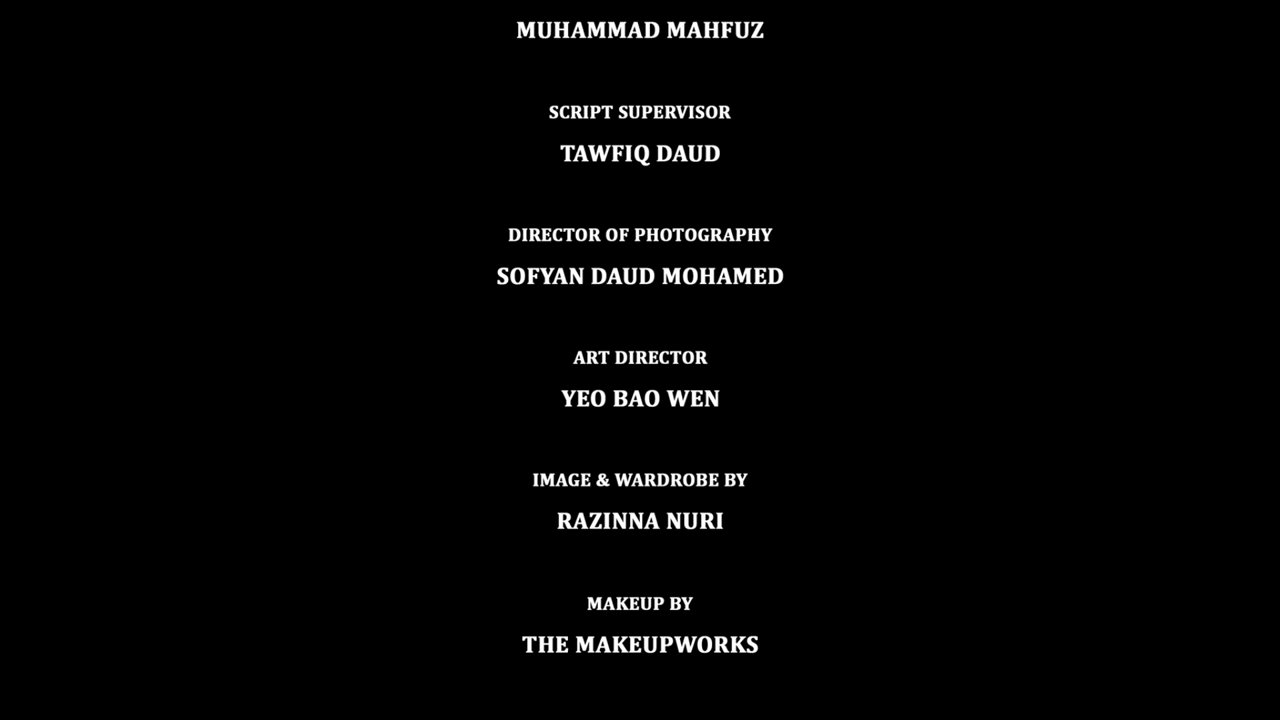 MUHAMMAD MAHFUZ
SCRIPT SUPERVISOR
TAWFIQ DAUD
DIRECTOR OF PHOTOGRAPHY
SOFYAN DAUD MOHAMED
ART DIRECTOR
YEO BAO WEN
IMAGE & WARDROBE BY
RAZINNA NURI
MAKEUP BY
THE MAKEUPWORKS